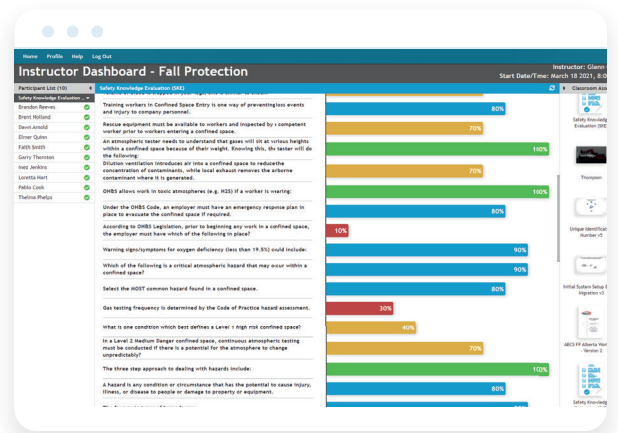 Home Profile Help Log Out
Instructor Dashboard - Fall Protection
Instructor: Glenn
Start Date/Time: March 18 2021, 8:0
Participant List (10)
Safety Knowledge Evaluation
Brandon Reeves
Brent Holland
Dawn Arnold
Elmer Quinn
Faith Smith
Garry Thornton
Inez Jenkins
Loretta Hart
Pablo Cook
Thelma Phelps
Safety Knowledge Evaluation (SKE)
Training workers in Confined Space Entry is one way of preventing loss events
and injury to company personnel.
80%
Rescue equipment must be available to workers and inspected by a competent
worker prior to workers entering a confined space.
70%
An atmospheric tester needs to understand that gases will sit at various heights
within a confined space because of their weight. Knowing this, the tester will do
the following:
100%
Dilution ventilation introduces air into a confined space to reduce the
concentration of contaminants, while local exhaust removes the airborne
contaminant where it is generated.
70%
OHBS allows work in toxic atmospheres (e.g. H2S) if a worker is wearing:
100%
Under the OHBS Code, an employer must have an emergency response plan in
place to evacuate the confined space if required.
80%
According to OHBS Legislation, prior to beginning any work in a confined space,
the employer must have which of the following in place?
10%
Warning signs/symptoms for oxygen deficiency (less than 19.5%) could include:
90%
Which of the following is a critical atmospheric hazard that may occur within a
confined space?
90%
Select the MOST common hazard found in a confined space.
80%
Gas testing frequency is determined by the Code of Practice hazard assessment.
30%
What is one condition which best defines a Level 1 high risk confined space?
40%
In a Level 2 Medium Danger confined space, continuous atmospheric testing
must be conducted if there is a potential for the atmosphere to change
unpredictably?
70%
The three step approach to dealing with hazards include:
100%
A hazard is any condition or circumstance that has the potential to cause injury,
illness, or disease to people or damage to property or equipment.
80%
Classroom Ass
Safety Knowledg
Evaluation (SKE
Thompson
Unique Identificat
Number v5
Initial System Setup &
Migration v3
AECS FP Alberta Wor
- Version 2
Safety Knowledg